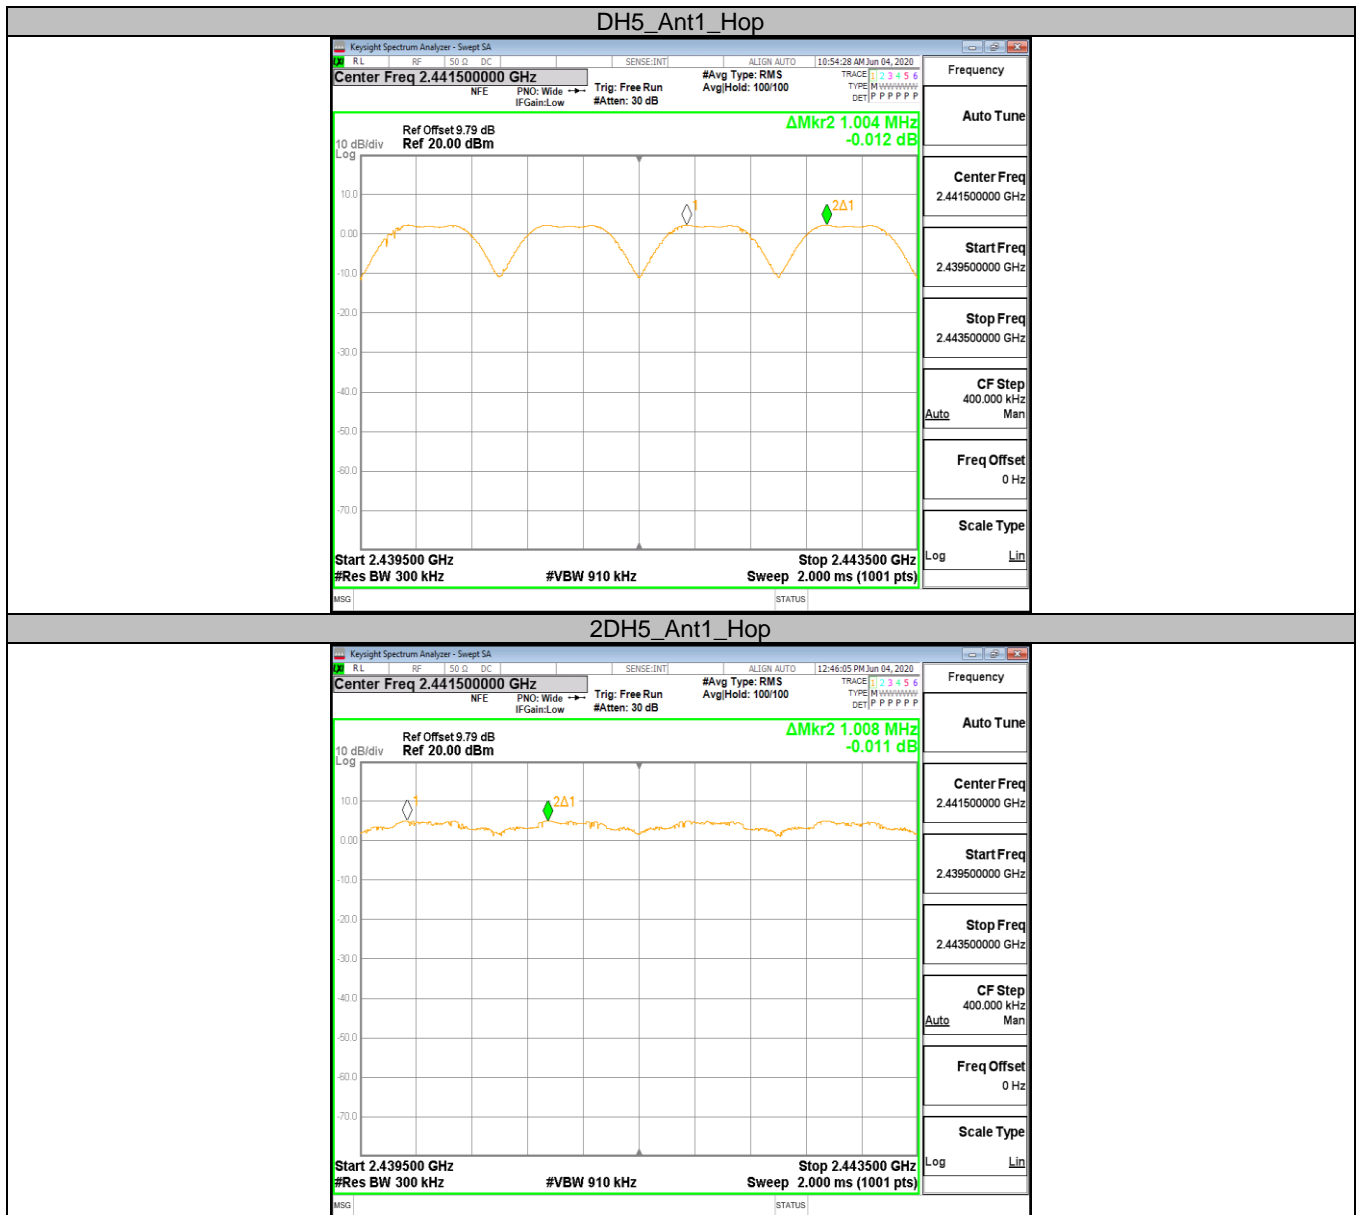 DH5_Ant1_Hop
Keysight Spectrum Analyzer - Swept SA
RL RF 50 Ω DC SENSE:INT ALIGN AUTO 10:54:28 AM Jun 04, 2020
Center Freq 2.441500000 GHz
NFE PNO: Wide Trig: Free Run #Avg Type: RMS TRACE 1 2 3 4 5 6
IFGain:Low #Atten: 30 dB Avg|Hold: 100/100 TYPE M WWWWW
DET P P P P P P
Frequency
ΔMkr2 1.004 MHz
-0.012 dB
Ref Offset 9.79 dB
10 dB/div Ref 20.00 dBm
Log
10.0
0.00
-10.0
-20.0
-30.0
-40.0
-50.0
-60.0
-70.0
1
2Δ1
Start 2.439500 GHz Stop 2.443500 GHz
#Res BW 300 kHz #VBW 910 kHz Sweep 2.000 ms (1001 pts)
MSG STATUS
Auto Tune
Center Freq
2.441500000 GHz
Start Freq
2.439500000 GHz
Stop Freq
2.443500000 GHz
CF Step
400.000 kHz
Auto Man
Freq Offset
0 Hz
Scale Type
Log Lin
2DH5_Ant1_Hop
Keysight Spectrum Analyzer - Swept SA
RL RF 50 Ω DC SENSE:INT ALIGN AUTO 12:46:05 PM Jun 04, 2020
Center Freq 2.441500000 GHz
NFE PNO: Wide Trig: Free Run #Avg Type: RMS TRACE 1 2 3 4 5 6
IFGain:Low #Atten: 30 dB Avg|Hold: 100/100 TYPE M WWWWW
DET P P P P P P
Frequency
ΔMkr2 1.008 MHz
-0.011 dB
Ref Offset 9.79 dB
10 dB/div Ref 20.00 dBm
Log
10.0
0.00
-10.0
-20.0
-30.0
-40.0
-50.0
-60.0
-70.0
1
2Δ1
Start 2.439500 GHz Stop 2.443500 GHz
#Res BW 300 kHz #VBW 910 kHz Sweep 2.000 ms (1001 pts)
MSG STATUS
Auto Tune
Center Freq
2.441500000 GHz
Start Freq
2.439500000 GHz
Stop Freq
2.443500000 GHz
CF Step
400.000 kHz
Auto Man
Freq Offset
0 Hz
Scale Type
Log Lin